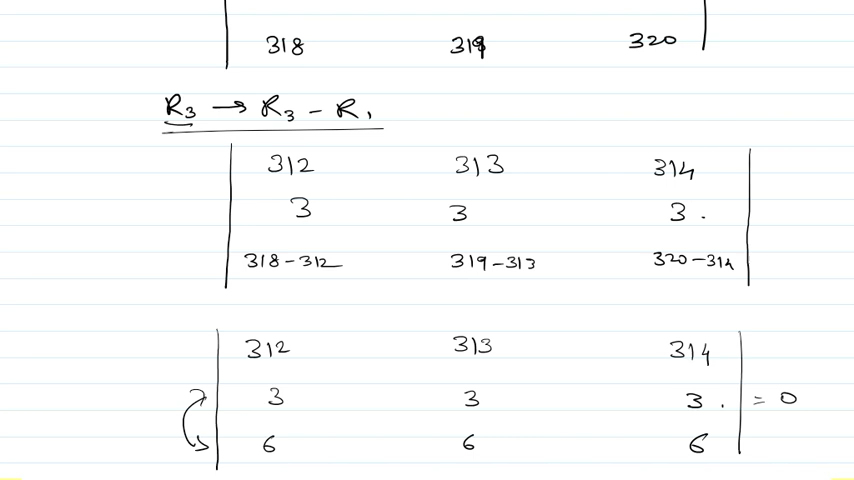 318 319 320
R₃ → R₃ - R₁
312 313 314
3 3 3.
318-312 319-313 320-314
312 313 314
3 3 3. = 0
6 6 6